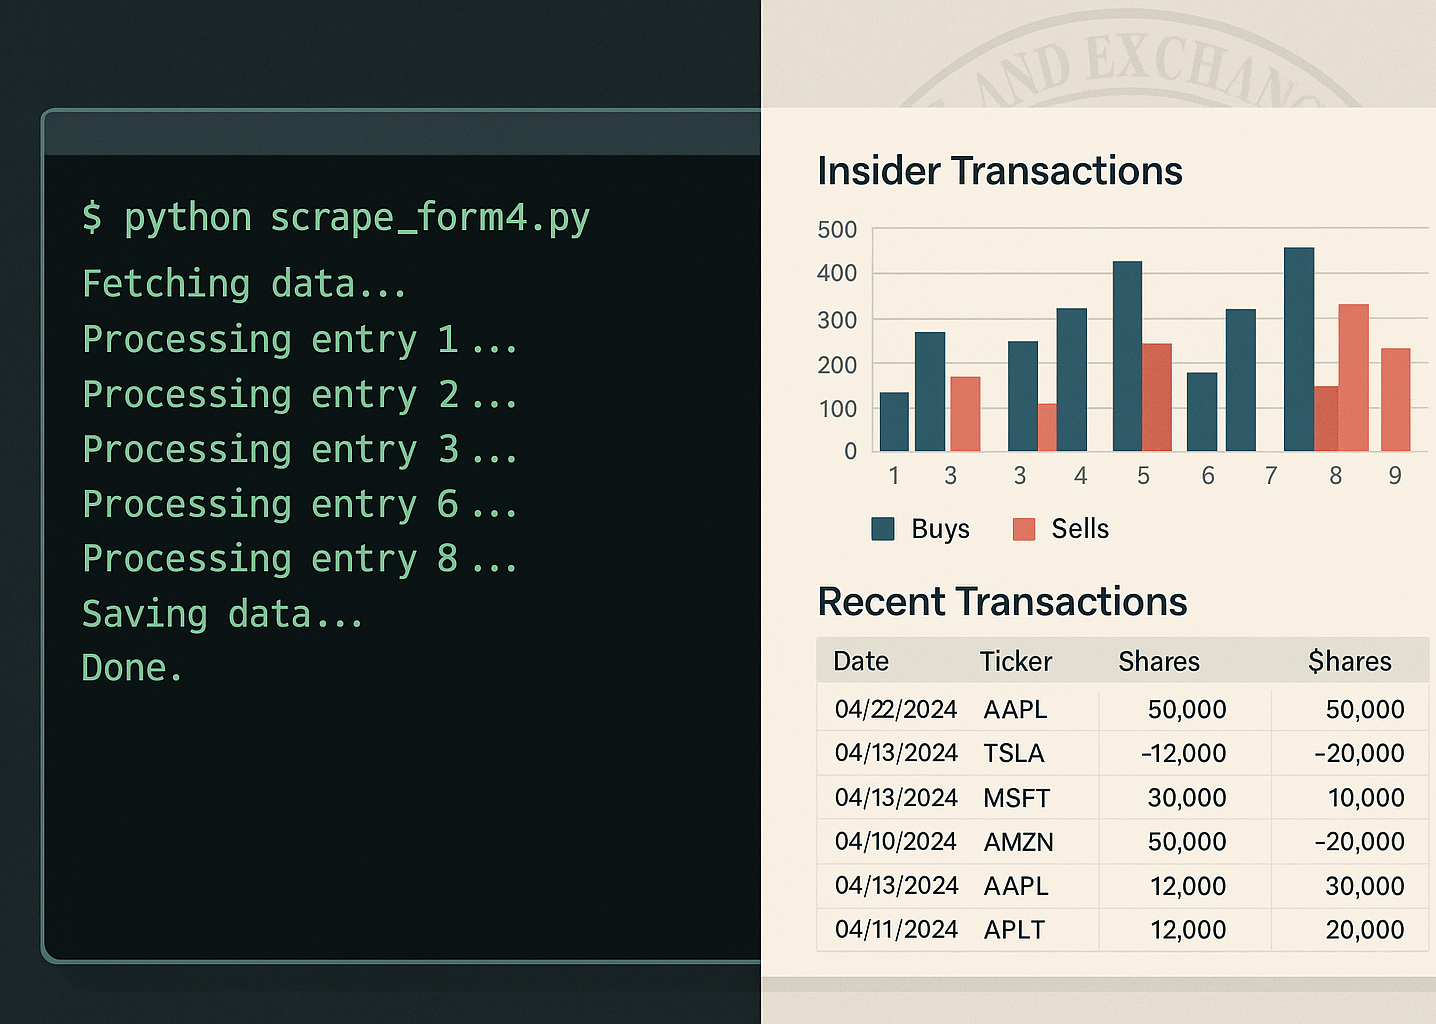 $ python scrape_form4.py
Fetching data...
Processing entry 1...
Processing entry 2...
Processing entry 3...
Processing entry 6...
Processing entry 8...
Saving data...
Done.
AND EXCHANG
Insider Transactions
500
400
300
200
100
0
1 3 3 4 5 6 7 8 9
Buys Sells
Recent Transactions
Date Ticker Shares $hares
04/22/2024 AAPL 50,000 50,000
04/13/2024 TSLA -12,000 -20,000
04/13/2024 MSFT 30,000 10,000
04/10/2024 AMZN 50,000 -20,000
04/13/2024 AAPL 12,000 30,000
04/11/2024 APLT 12,000 20,000